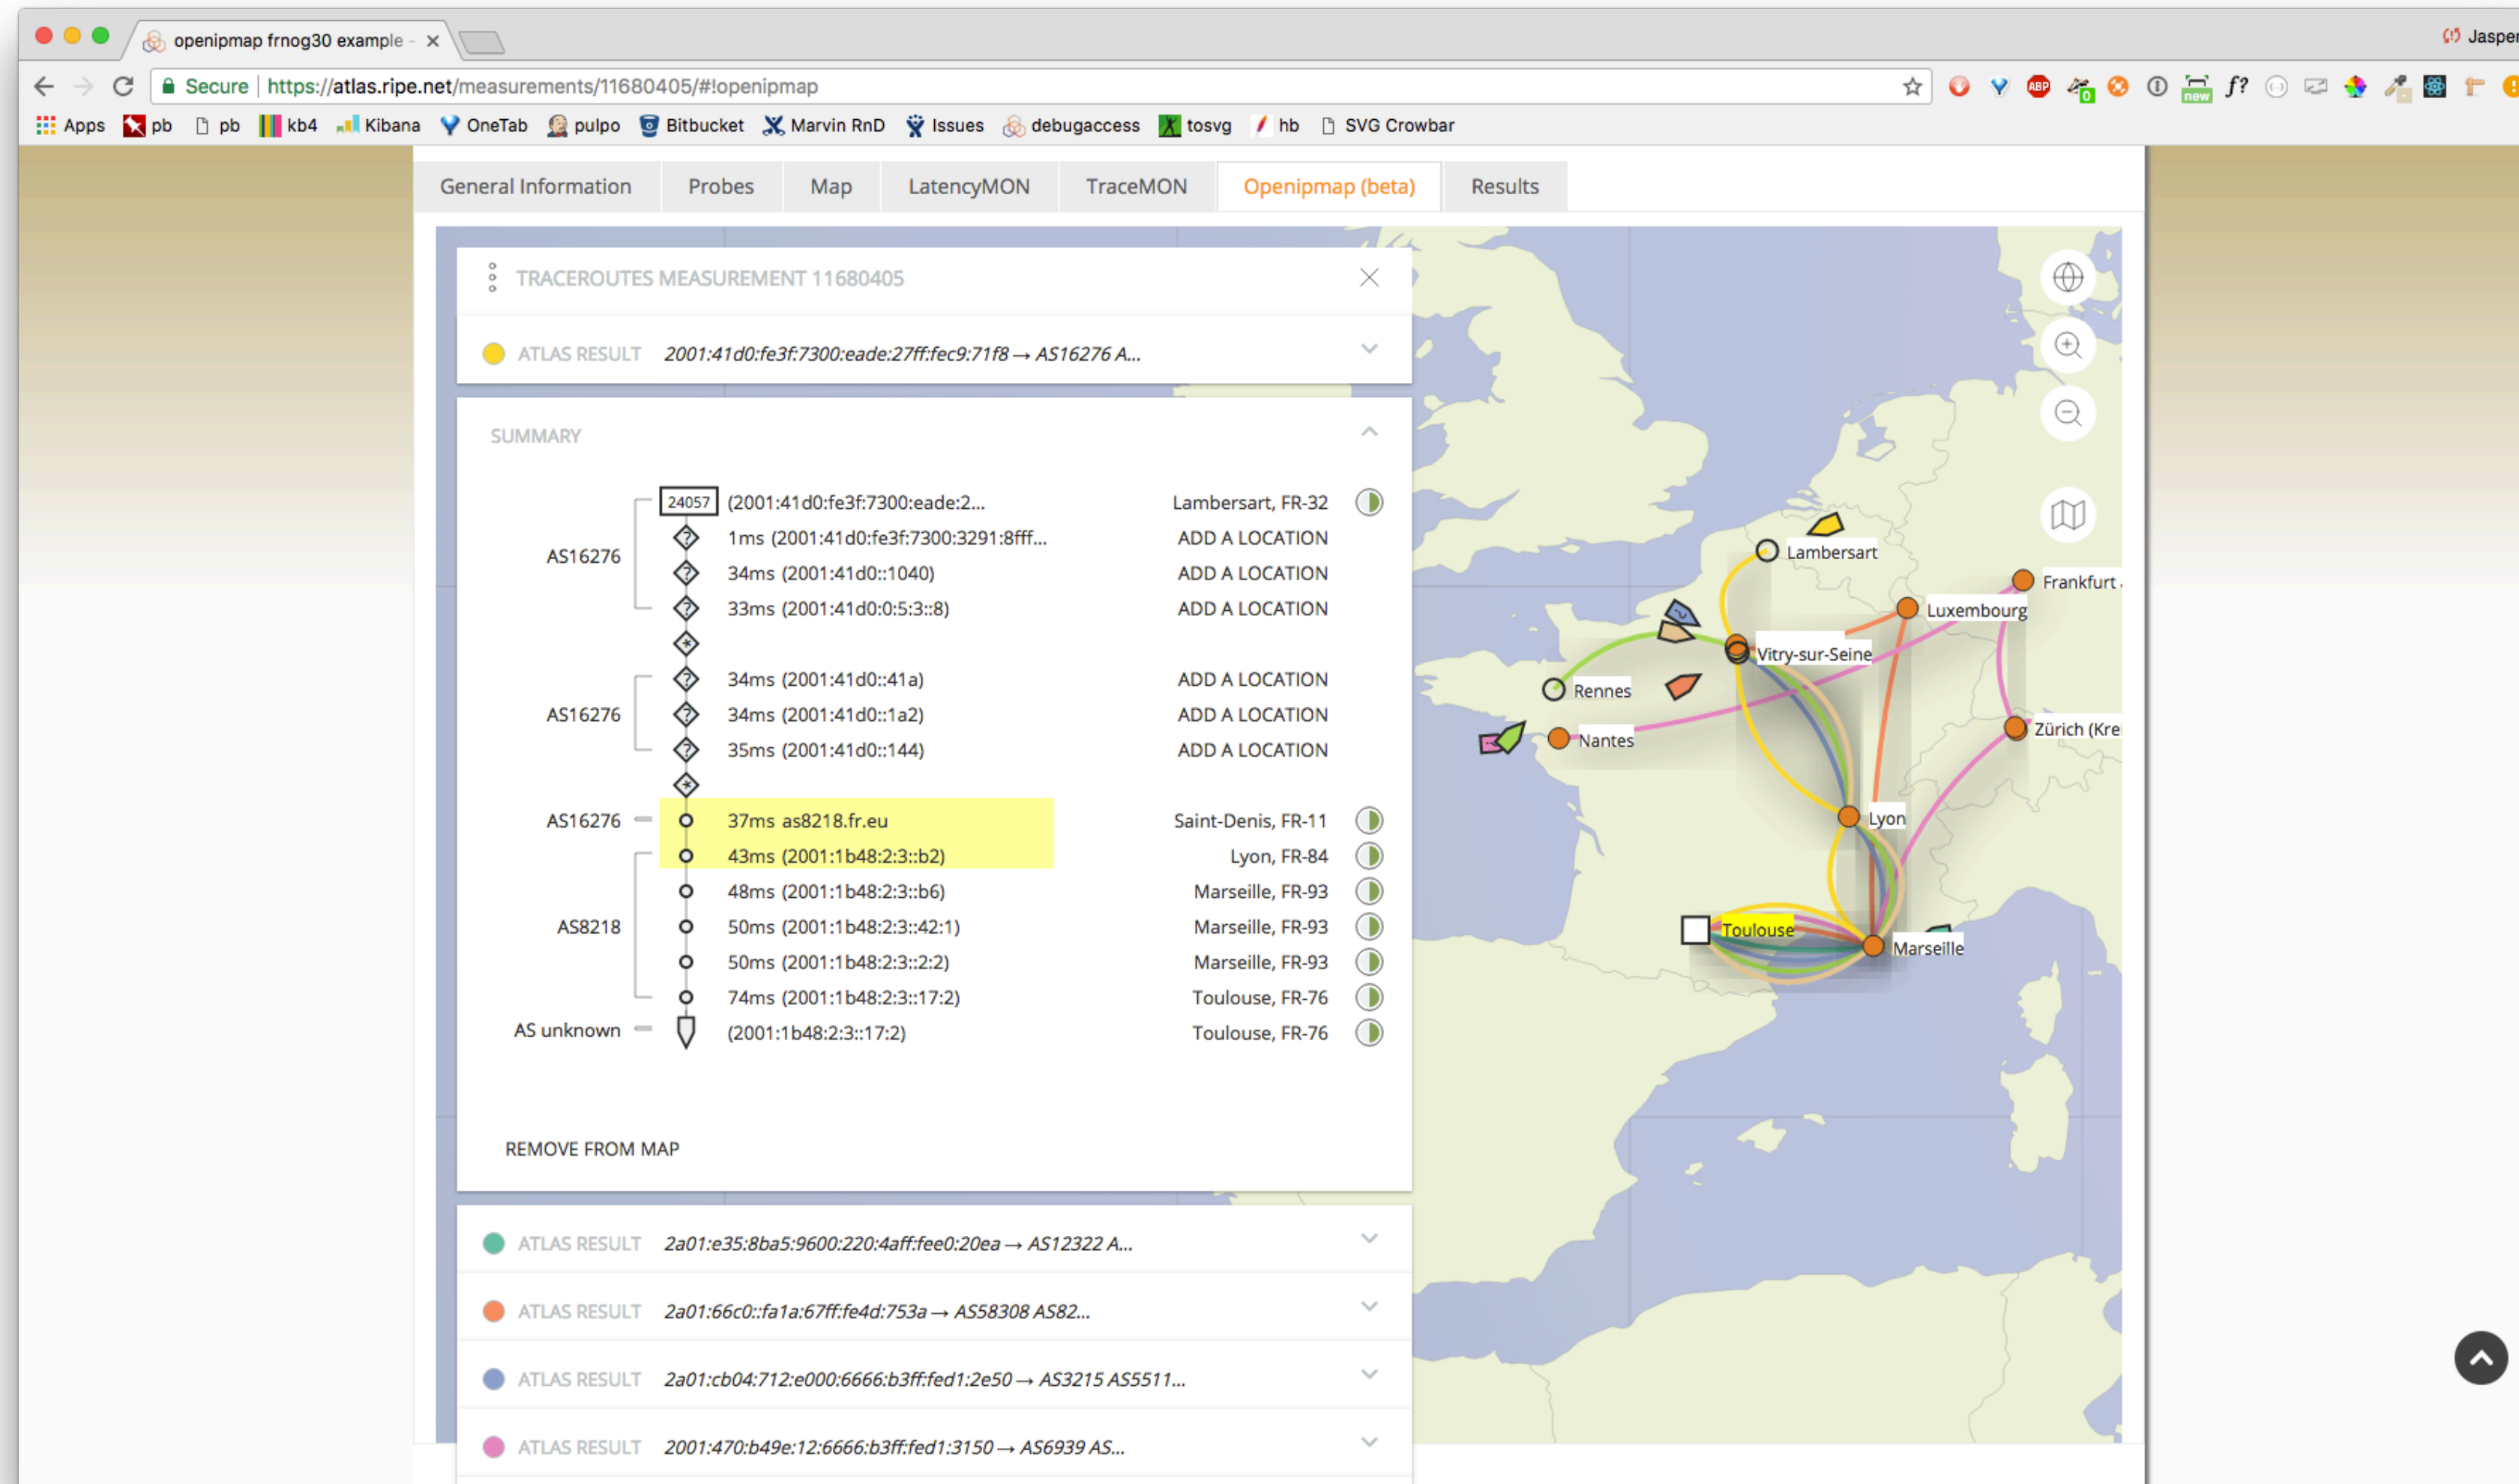 openipmap frnog30 example -
Jasper
Secure https://atlas.ripe.net/measurements/11680405/#!openipmap
ABP 0 new f?
Apps pb pb kb4 Kibana OneTab pulpo Bitbucket Marvin RnD Issues debugaccess tosvg hb SVG Crowbar
General Information Probes Map LatencyMON TraceMON Openipmap (beta) Results
TRACEROUTES MEASUREMENT 11680405
ATLAS RESULT 2001:41d0:fe3f:7300:eade:27ff:fec9:71f8 → AS16276 A...
SUMMARY
24057 (2001:41d0:fe3f:7300:eade:2... Lambersart, FR-32
? 1ms (2001:41d0:fe3f:7300:3291:8fff... ADD A LOCATION
AS16276
? 34ms (2001:41d0::1040) ADD A LOCATION
? 33ms (2001:41d0:0:5:3::8) ADD A LOCATION
*
? 34ms (2001:41d0::41a) ADD A LOCATION
AS16276 ? 34ms (2001:41d0::1a2) ADD A LOCATION
? 35ms (2001:41d0::144) ADD A LOCATION
*
AS16276 37ms as8218.fr.eu Saint-Denis, FR-11
43ms (2001:1b48:2:3::b2) Lyon, FR-84
48ms (2001:1b48:2:3::b6) Marseille, FR-93
AS8218 50ms (2001:1b48:2:3::42:1) Marseille, FR-93
50ms (2001:1b48:2:3::2:2) Marseille, FR-93
74ms (2001:1b48:2:3::17:2) Toulouse, FR-76
AS unknown (2001:1b48:2:3::17:2) Toulouse, FR-76
REMOVE FROM MAP
ATLAS RESULT 2a01:e35:8ba5:9600:220:4aff:fee0:20ea → AS12322 A...
ATLAS RESULT 2a01:66c0::fa1a:67ff:fe4d:753a → AS58308 AS82...
ATLAS RESULT 2a01:cb04:712:e000:6666:b3ff:fed1:2e50 → AS3215 AS5511...
ATLAS RESULT 2001:470:b49e:12:6666:b3ff:fed1:3150 → AS6939 AS...
Lambersart
Frankfurt
Luxembourg
Vitry-sur-Seine
Rennes
Zürich (Kre
Nantes
Lyon
Toulouse
Marseille